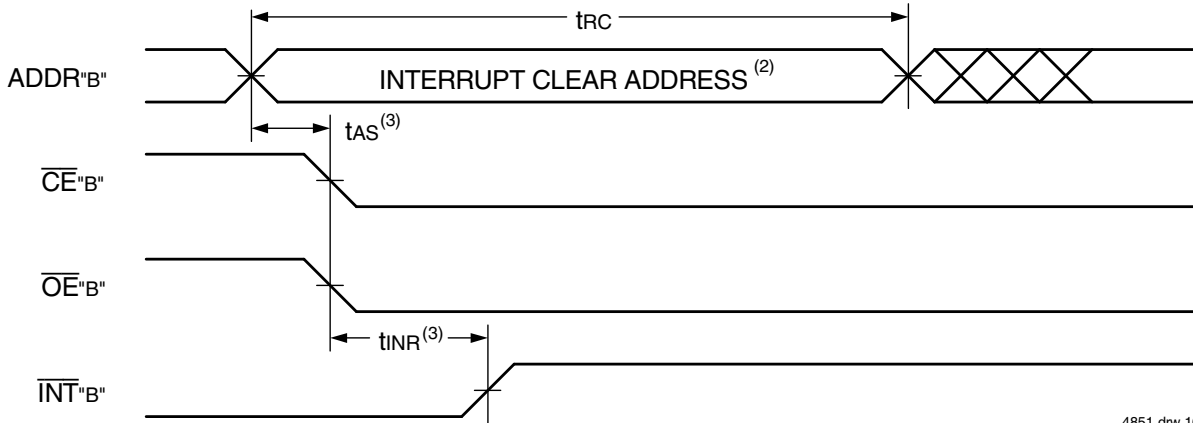 tRC
ADDR"B"
INTERRUPT CLEAR ADDRESS (2)
tAS(3)
CE"B"
OE"B"
tINR(3)
INT"B"